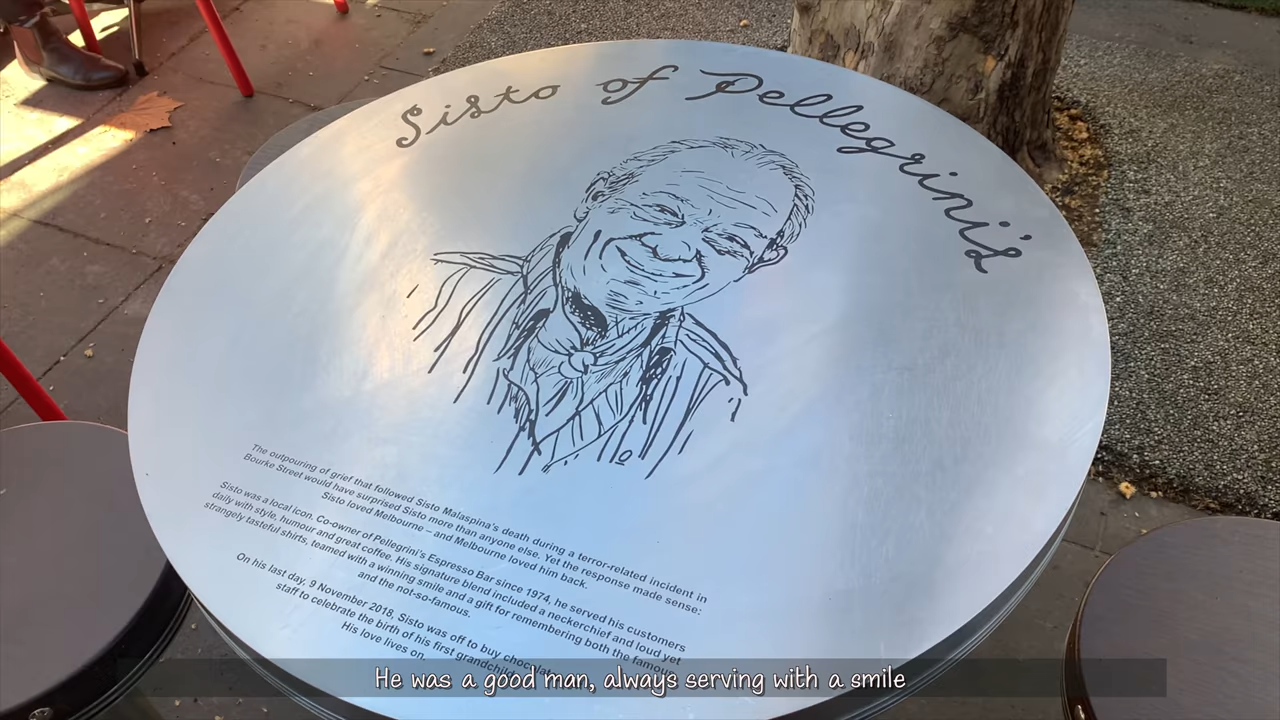 Sisto of Pellegrini's
The outpouring of grief that followed Sisto Malaspina's death during a terror-related incident in
Bourke Street would have surprised Sisto more than anyone else. Yet the response made sense:
Sisto loved Melbourne – and Melbourne loved him back.
Sisto was a local icon. Co-owner of Pellegrini's Espresso Bar since 1974, he served his customers
daily with style, humour and great coffee. His signature blend included a neckerchief and loud yet
strangely tasteful shirts, teamed with a winning smile and a gift for remembering both the famous
and the not-so-famous.
On his last day, 9 November 2018, Sisto was off to buy
staff to celebrate the birth of his first grandchild
His love lives on.
He was a good man, always serving with a smile